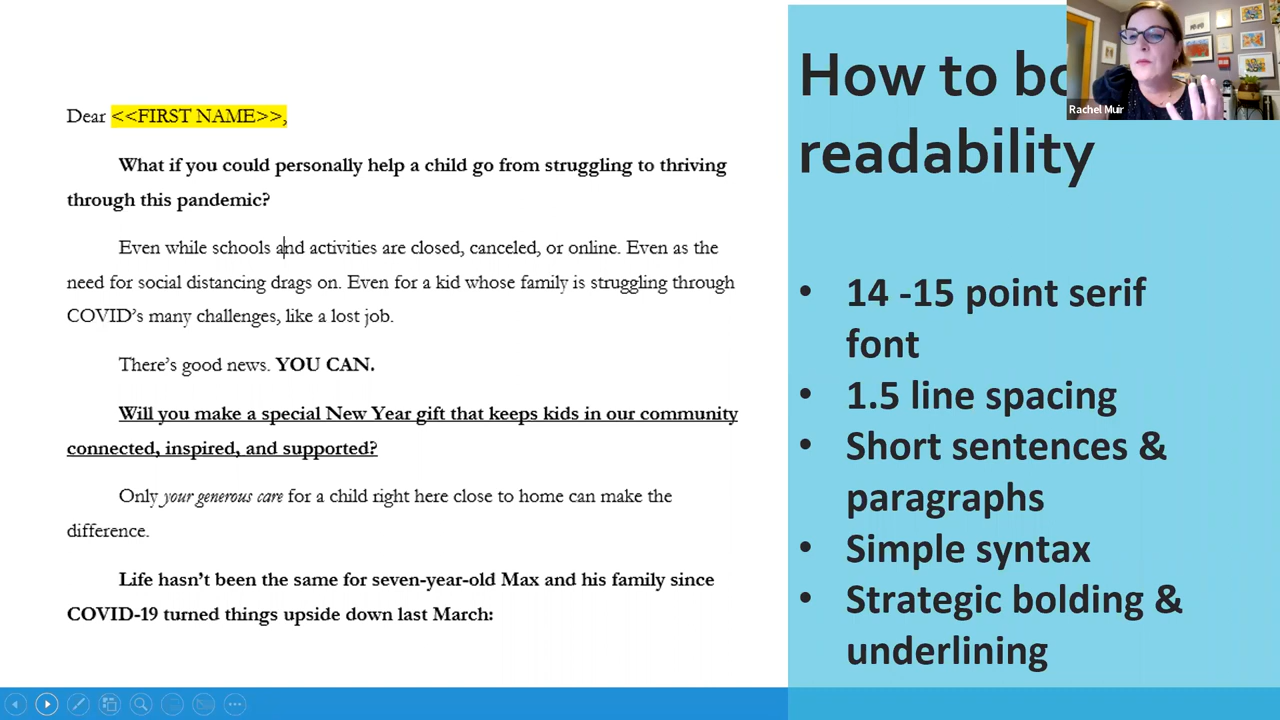 Dear <<FIRST NAME>>,
What if you could personally help a child go from struggling to thriving
through this pandemic?
Even while schools and activities are closed, canceled, or online. Even as the
need for social distancing drags on. Even for a kid whose family is struggling through
COVID's many challenges, like a lost job.
There's good news. YOU CAN.
Will you make a special New Year gift that keeps kids in our community
connected, inspired, and supported?
Only your generous care for a child right here close to home can make the
difference.
Life hasn't been the same for seven-year-old Max and his family since
COVID-19 turned things upside down last March:
How to
readability
• 14 -15 point serif
font
• 1.5 line spacing
• Short sentences &
paragraphs
• Simple syntax
• Strategic bolding &
underlining
Rachel Muir